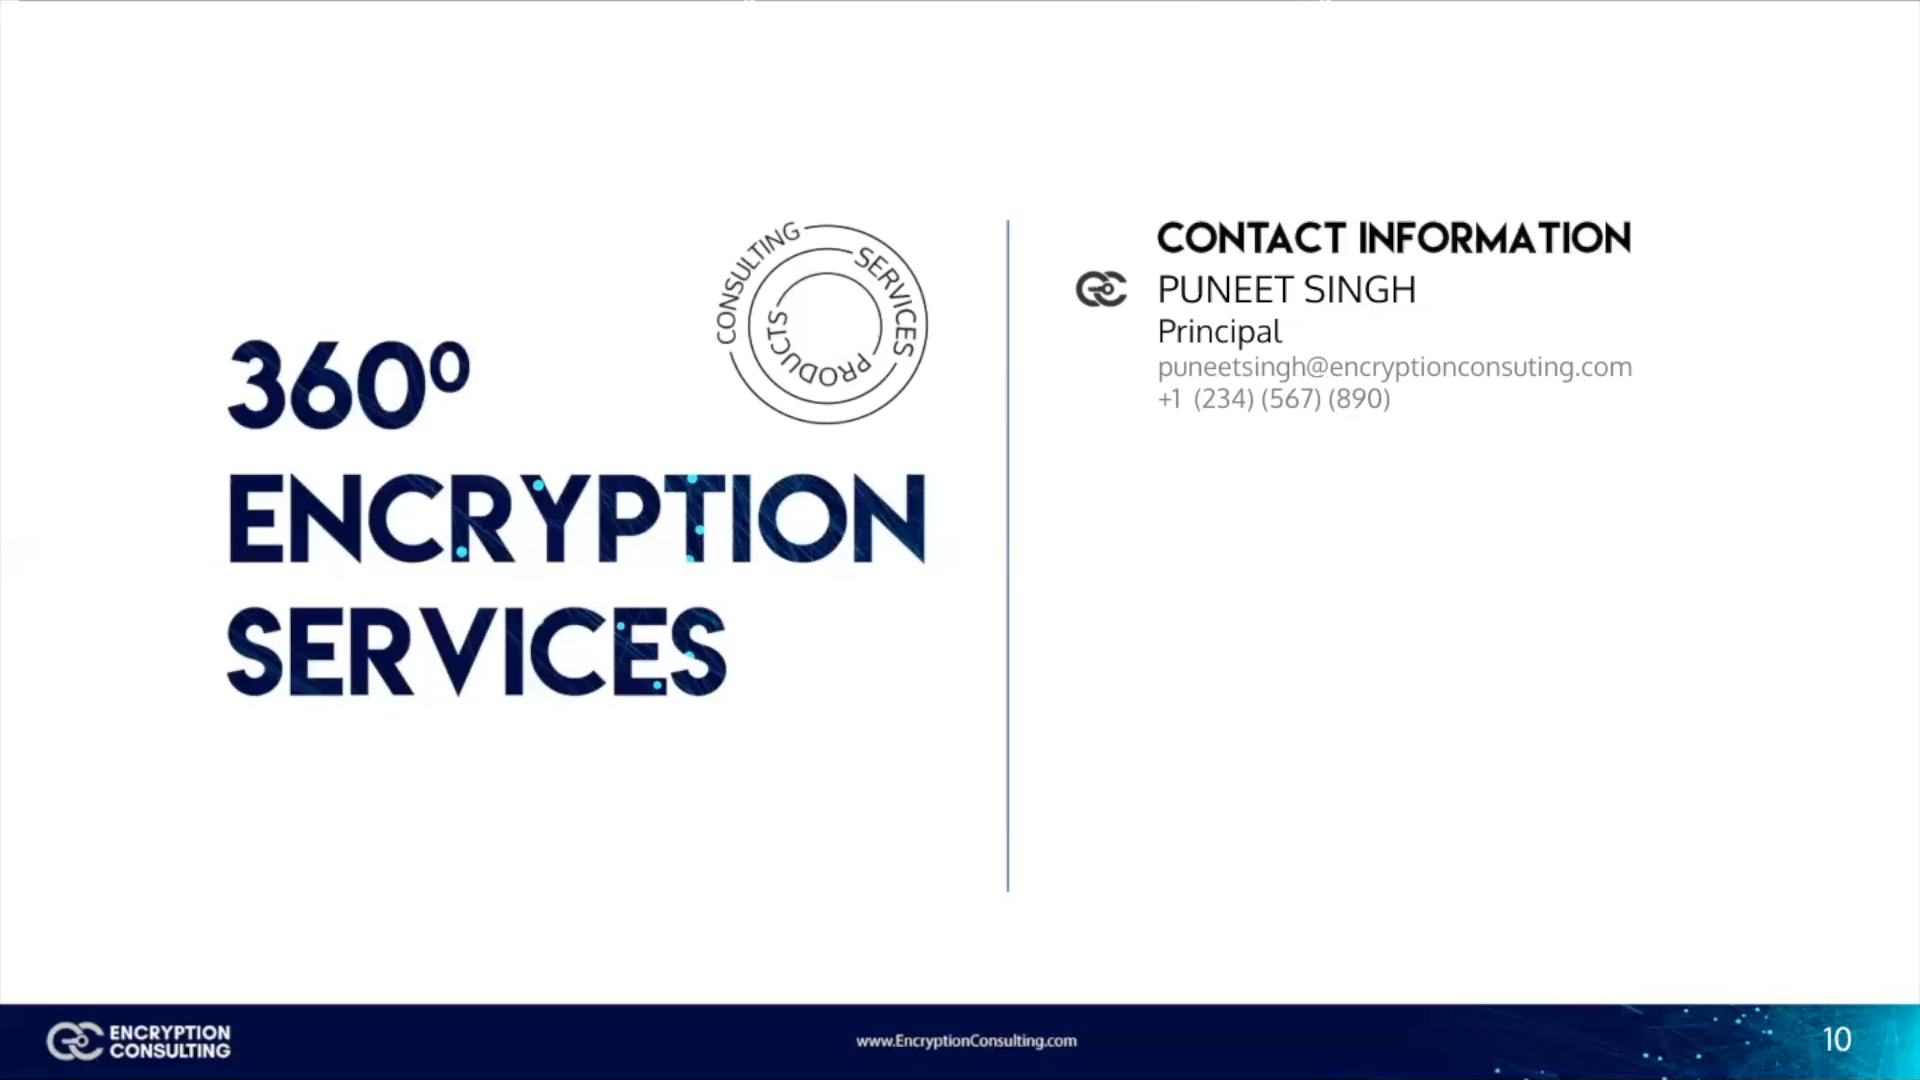 CONSULTING
SERVICES
PRODUCTS
360º
ENCRYPTION
SERVICES
CONTACT INFORMATION
PUNEET SINGH
Principal
puneetsingh@encryptionconsuting.com
+1 (234) (567) (890)
ENCRYPTION
CONSULTING
www.EncryptionConsulting.com
10